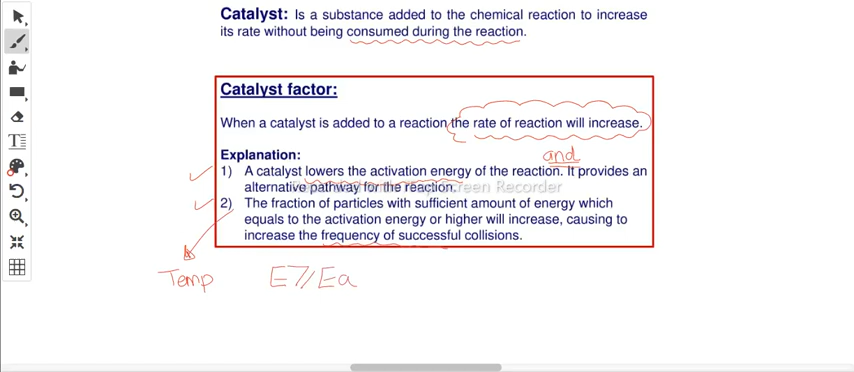 Catalyst: Is a substance added to the chemical reaction to increase
its rate without being consumed during the reaction.
Catalyst factor:
When a catalyst is added to a reaction the rate of reaction will increase.
Explanation:
and
1) A catalyst lowers the activation energy of the reaction. It provides an
alternative pathway for the reaction.
2) The fraction of particles with sufficient amount of energy which
equals to the activation energy or higher will increase, causing to
increase the frequency of successful collisions.
Temp E⩾Ea